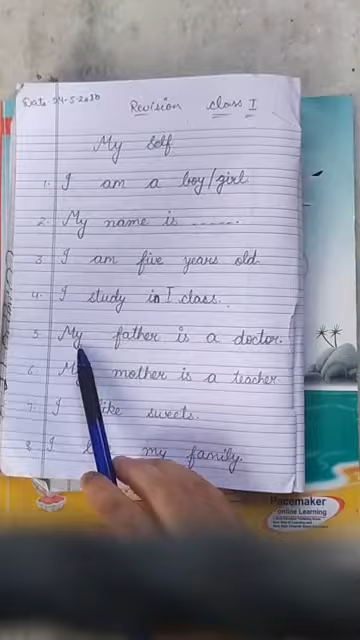 Date 24-5-2020
Revision class I
My Self
1. I am a boy/girl
2. My name is -----.
3. I am five years old.
4. I study in I class.
5. My father is a doctor.
6. My mother is a teacher.
7. I like sweets.
8. I my family.
Pacemaker
online Learning